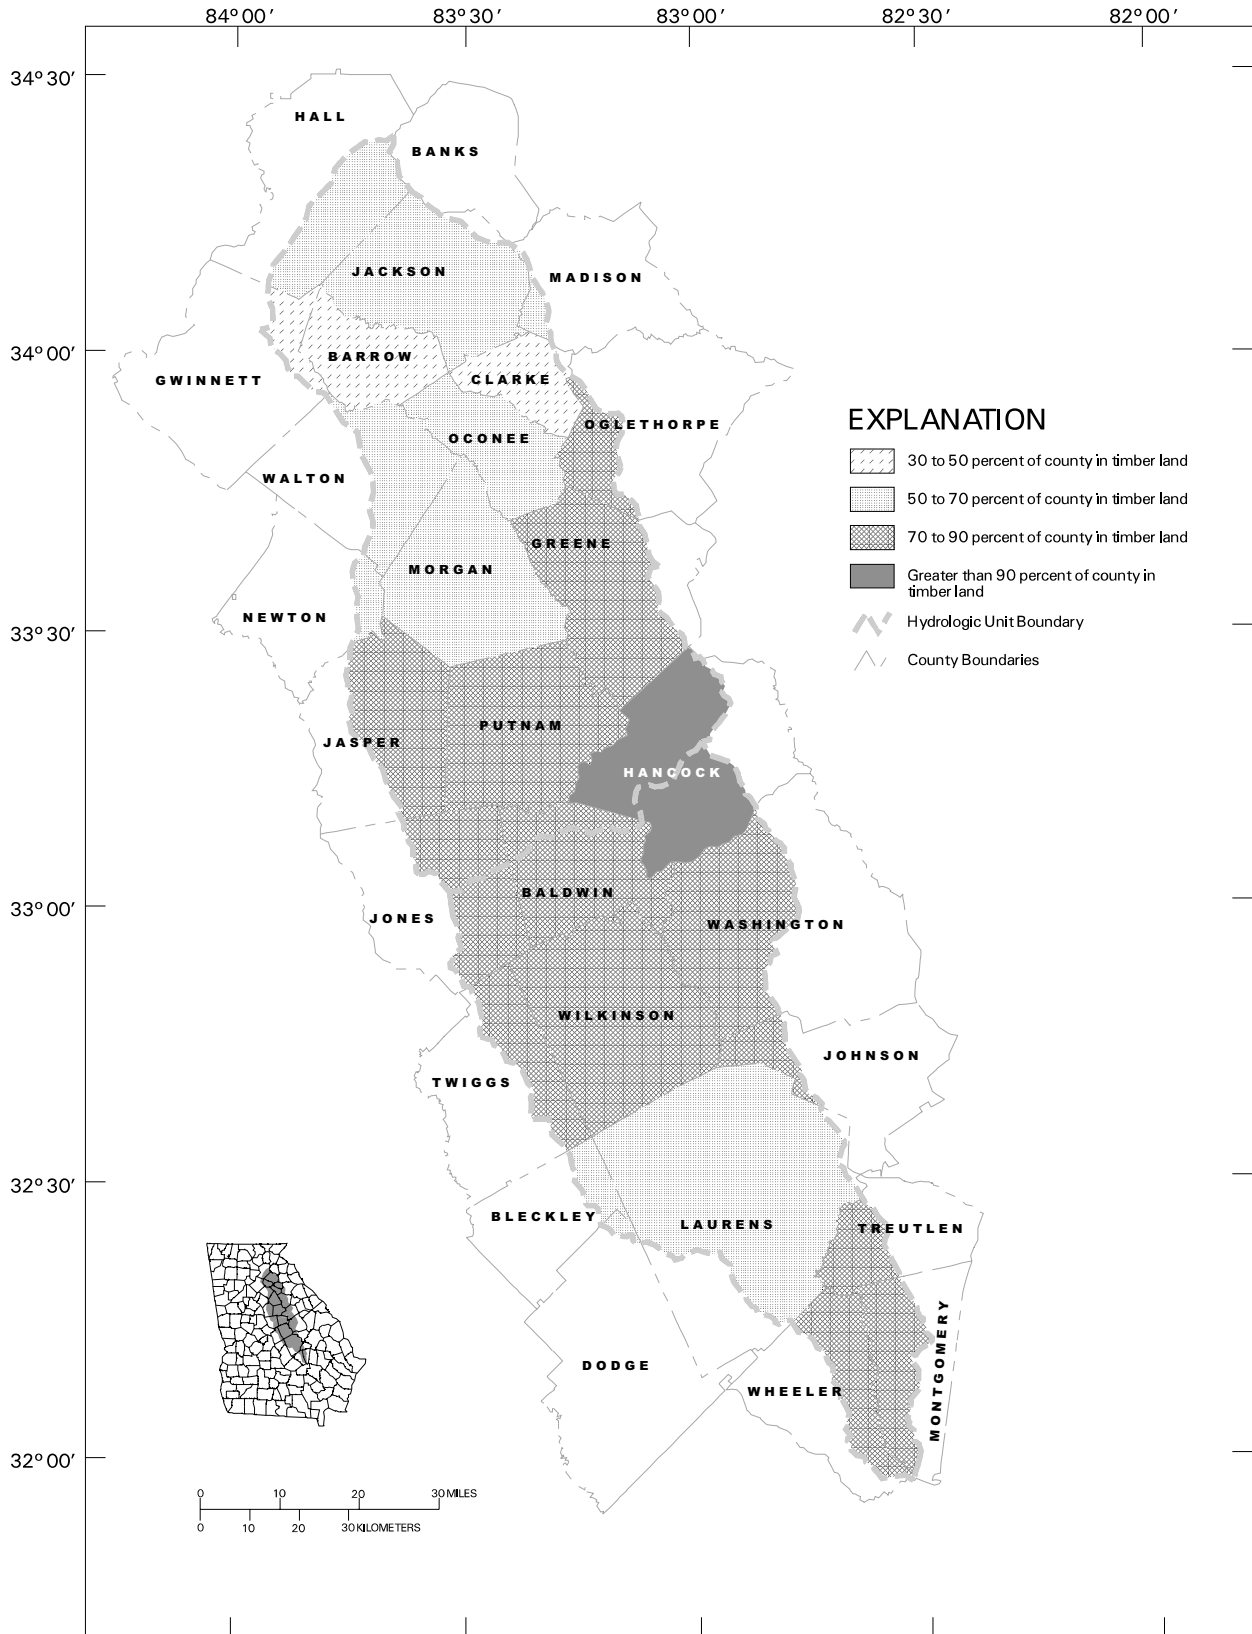 84°00′ 83°30′ 83°00′ 82°30′ 82°00′
34°30′
HALL
BANKS
JACKSON
MADISON
34°00′
BARROW
GWINNETT
CLARKE
OGLETHORPE
OCONEE
WALTON
GREENE
MORGAN
NEWTON
33°30′
PUTNAM
JASPER
HANCOCK
BALDWIN
33°00′
JONES
WASHINGTON
WILKINSON
JOHNSON
TWIGGS
32°30′
BLECKLEY
LAURENS
TREUTLEN
MONTGOMERY
DODGE
WHEELER
32°00′
EXPLANATION
30 to 50 percent of county in timber land
50 to 70 percent of county in timber land
70 to 90 percent of county in timber land
Greater than 90 percent of county in
timber land
Hydrologic Unit Boundary
County Boundaries
0 10 20 30 MILES
0 10 20 30 KILOMETERS